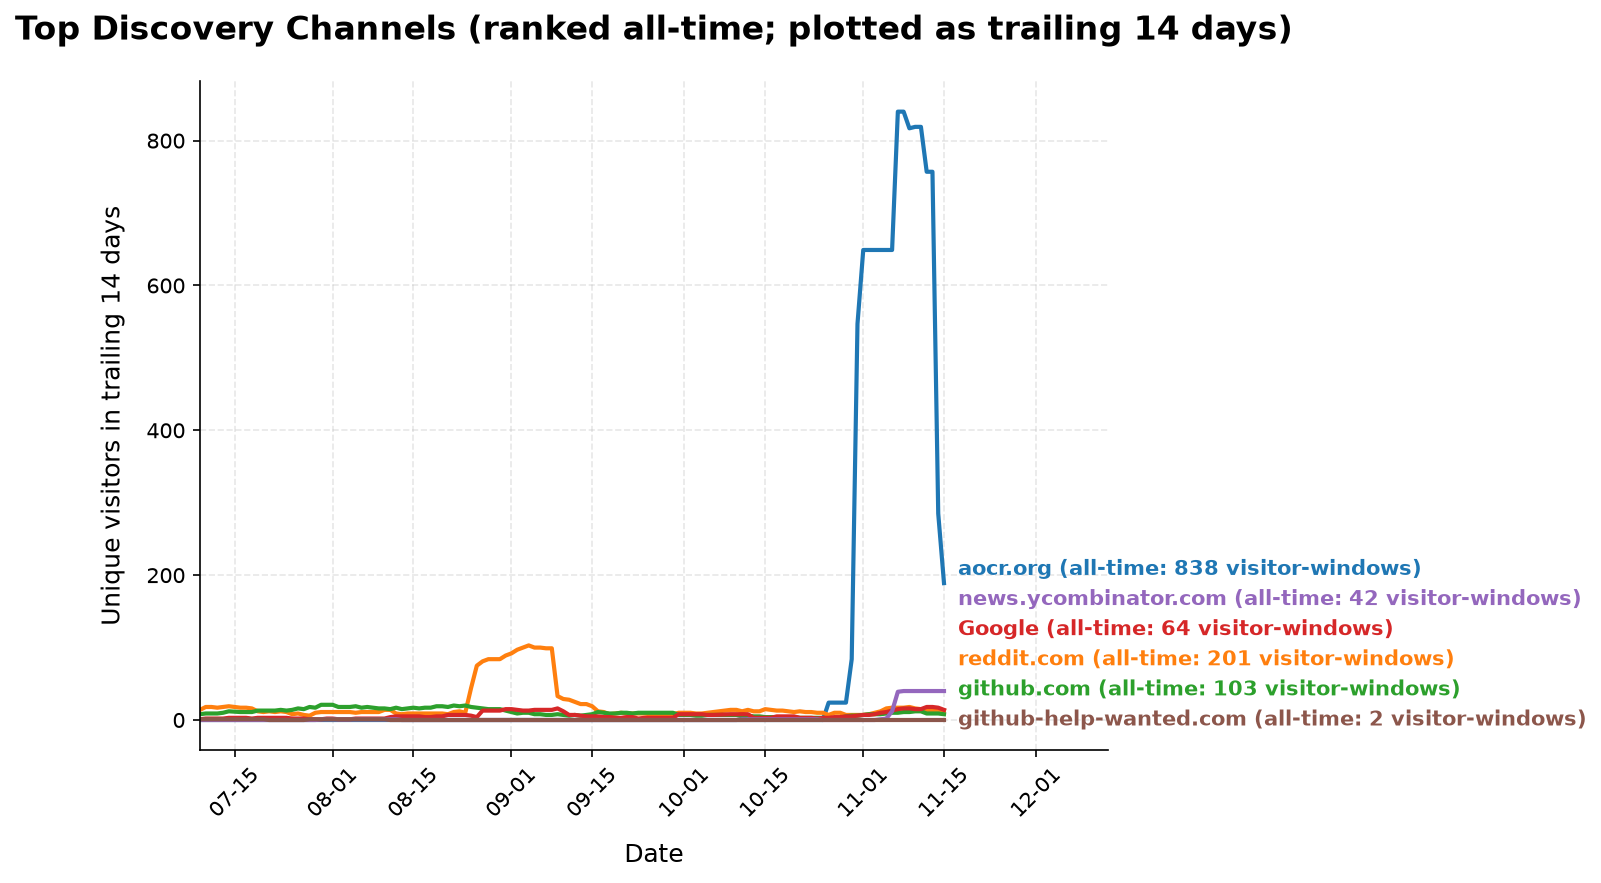 Top Discovery Channels (ranked all-time; plotted as trailing 14 days)
Unique visitors in trailing 14 days
800
600
400
200
0
aocr.org (all-time: 838 visitor-windows)
news.ycombinator.com (all-time: 42 visitor-windows)
Google (all-time: 64 visitor-windows)
reddit.com (all-time: 201 visitor-windows)
github.com (all-time: 103 visitor-windows)
github-help-wanted.com (all-time: 2 visitor-windows)
07-15
08-01
08-15
09-01
09-15
10-01
10-15
11-01
11-15
12-01
Date